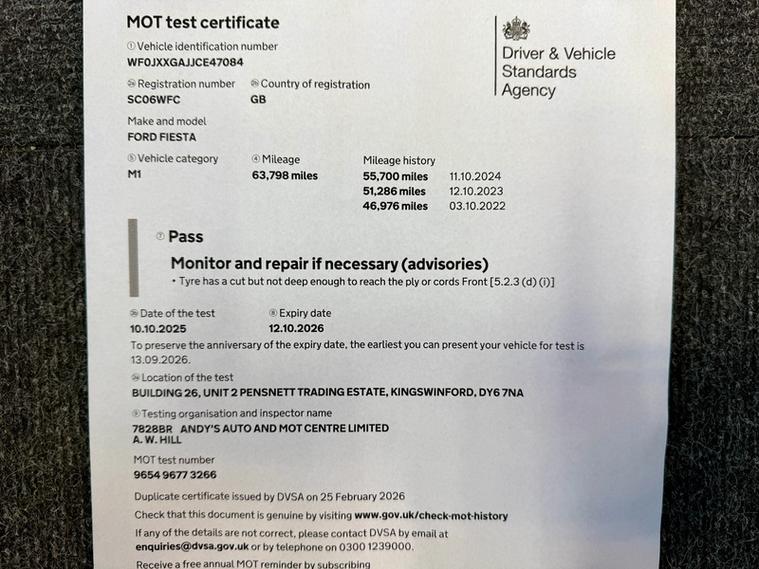 MOT test certificate
① Vehicle identification number
WF0JXXGAJJCE47084
Driver & Vehicle
Standards
Agency
Registration number Country of registration
SC06WFC GB
Make and model
FORD FIESTA
⑤ Vehicle category ④ Mileage Mileage history
M1 63,798 miles 55,700 miles 11.10.2024
51,286 miles 12.10.2023
46,976 miles 03.10.2022
⑦ Pass
Monitor and repair if necessary (advisories)
• Tyre has a cut but not deep enough to reach the ply or cords Front [5.2.3 (d) (i)]
Date of the test ⑧ Expiry date
10.10.2025 12.10.2026
To preserve the anniversary of the expiry date, the earliest you can present your vehicle for test is
13.09.2026.
Location of the test
BUILDING 26, UNIT 2 PENSNETT TRADING ESTATE, KINGSWINFORD, DY6 7NA
⑨ Testing organisation and inspector name
7828BR ANDY'S AUTO AND MOT CENTRE LIMITED
A. W. HILL
MOT test number
9654 9677 3266
Duplicate certificate issued by DVSA on 25 February 2026
Check that this document is genuine by visiting www.gov.uk/check-mot-history
If any of the details are not correct, please contact DVSA by email at
enquiries@dvsa.gov.uk or by telephone on 0300 1239000.
Receive a free annual MOT reminder by subscribing